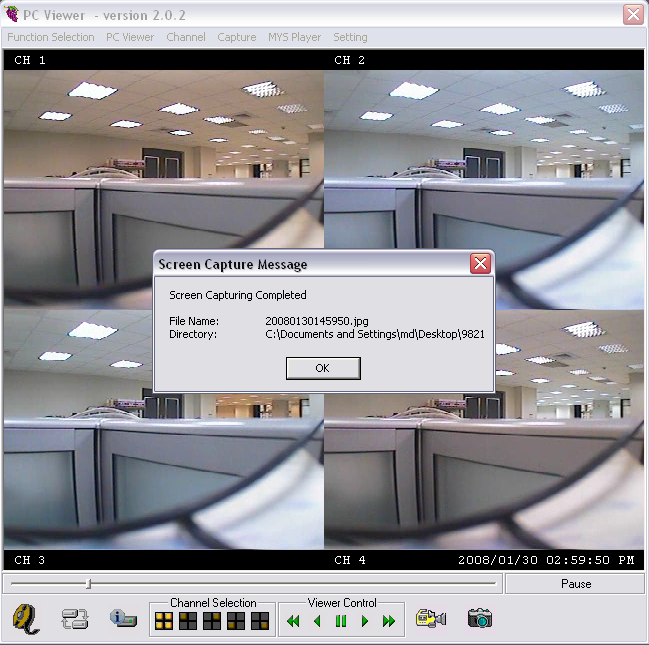 PC Viewer - version 2.0.2
Function Selection PC Viewer Channel Capture MYS Player Setting
CH 1 CH 2
Screen Capture Message
Screen Capturing Completed
File Name: 20080130145950.jpg
Directory: C:\Documents and Settings\md\Desktop\9821
OK
CH 3 CH 4 2008/01/30 02:59:50 PM
Pause
Channel Selection Viewer Control